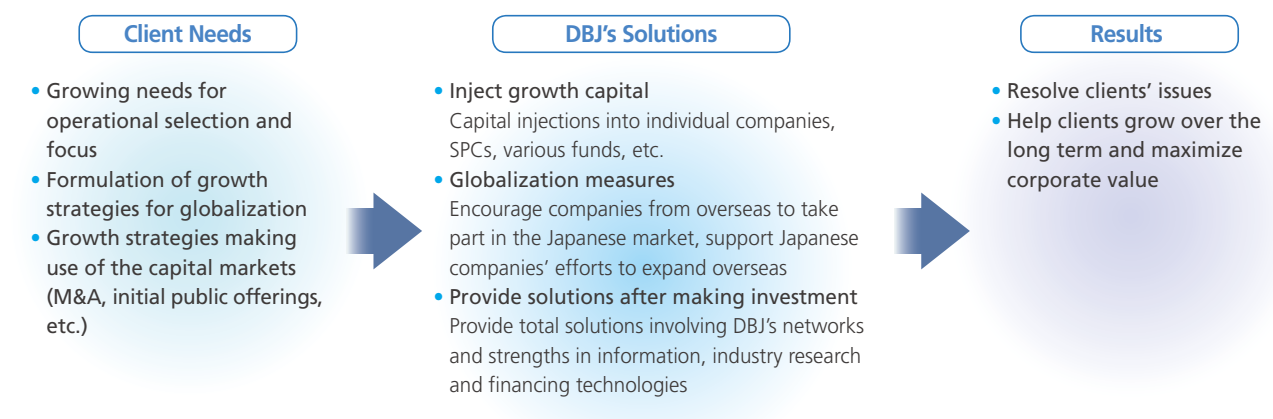 Client Needs
• Growing needs for
operational selection and
focus
• Formulation of growth
strategies for globalization
• Growth strategies making
use of the capital markets
(M&A, initial public offerings,
etc.)
DBJ's Solutions
• Inject growth capital
Capital injections into individual companies,
SPCs, various funds, etc.
• Globalization measures
Encourage companies from overseas to take
part in the Japanese market, support Japanese
companies' efforts to expand overseas
• Provide solutions after making investment
Provide total solutions involving DBJ's networks
and strengths in information, industry research
and financing technologies
Results
• Resolve clients' issues
• Help clients grow over the
long term and maximize
corporate value